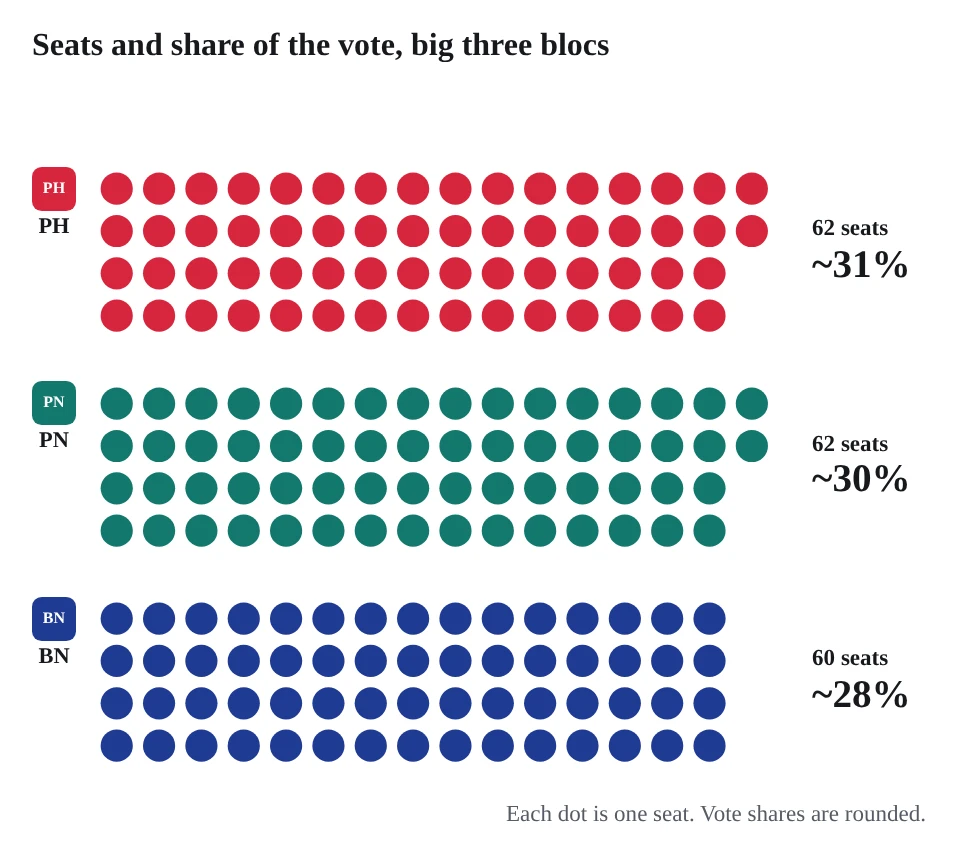 Seats and share of the vote, big three blocs
PH
PH
62 seats
~31%
PN
PN
62 seats
~30%
BN
BN
60 seats
~28%
Each dot is one seat. Vote shares are rounded.